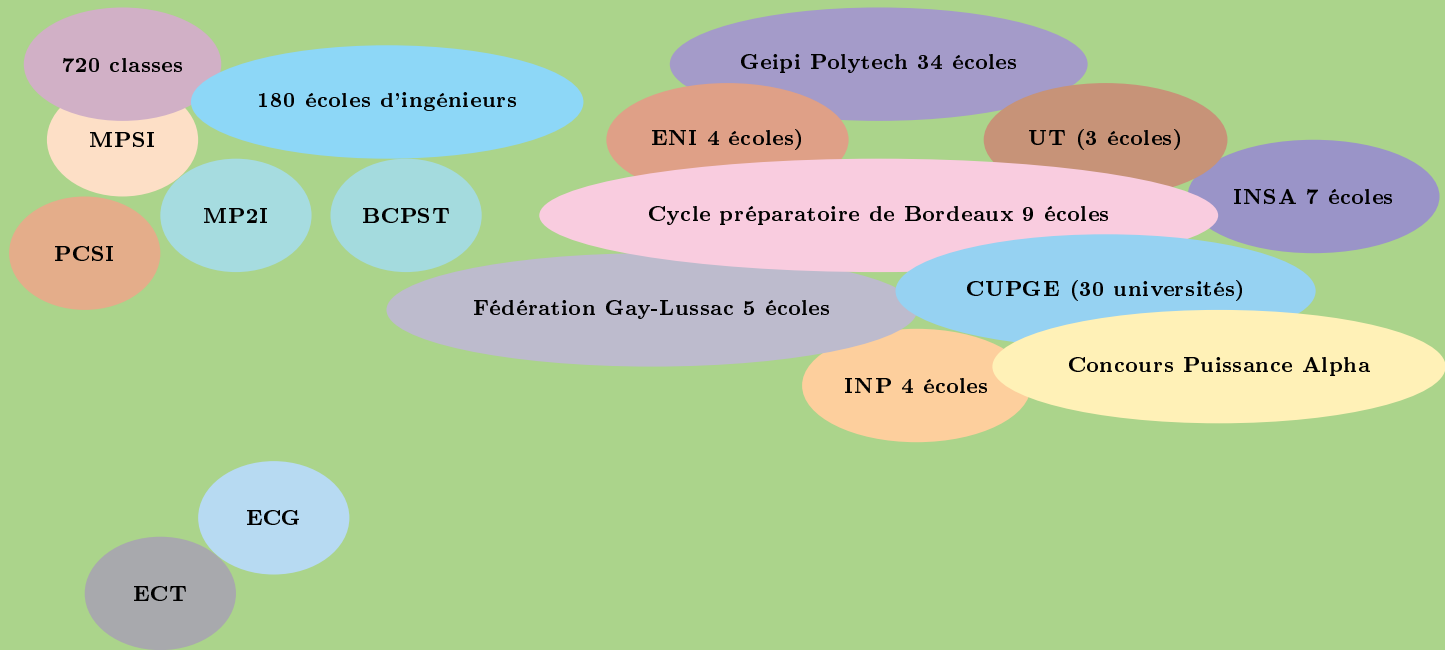 720 classes
Geipi Polytech 34 écoles
180 écoles d'ingénieurs
MPSI
ENI 4 écoles)
UT (3 écoles)
INSA 7 écoles
MP2I
BCPST
Cycle préparatoire de Bordeaux 9 écoles
PCSI
CUPGE (30 universités)
Fédération Gay-Lussac 5 écoles
Concours Puissance Alpha
INP 4 écoles
ECG
ECT